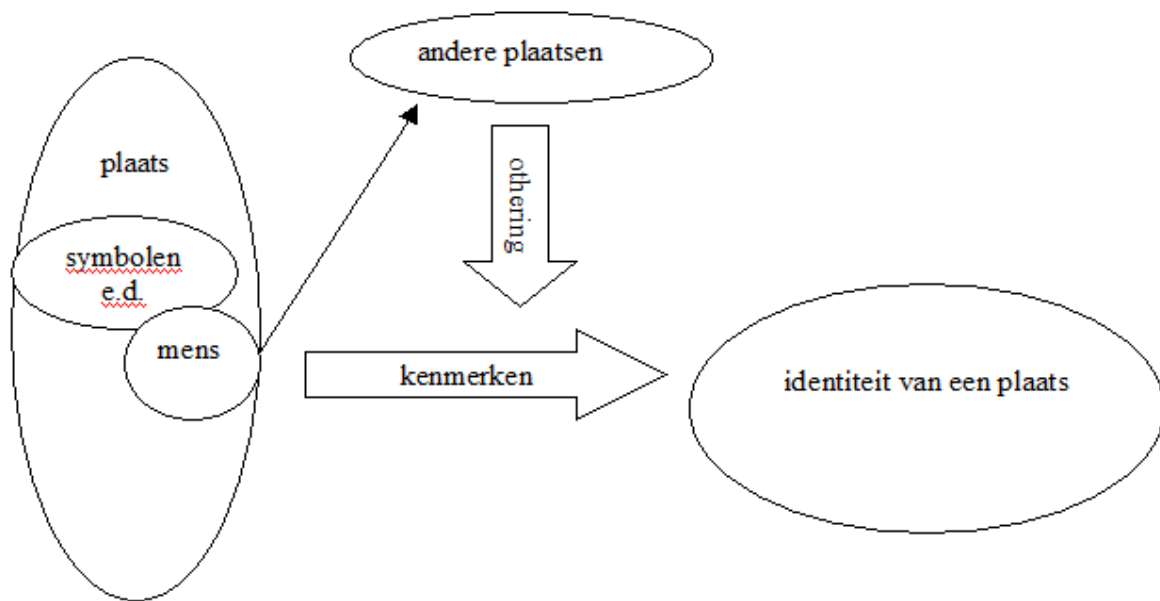 andere plaatsen
plaats
othering
symbolen
e.d.
mens
kenmerken
identiteit van een plaats